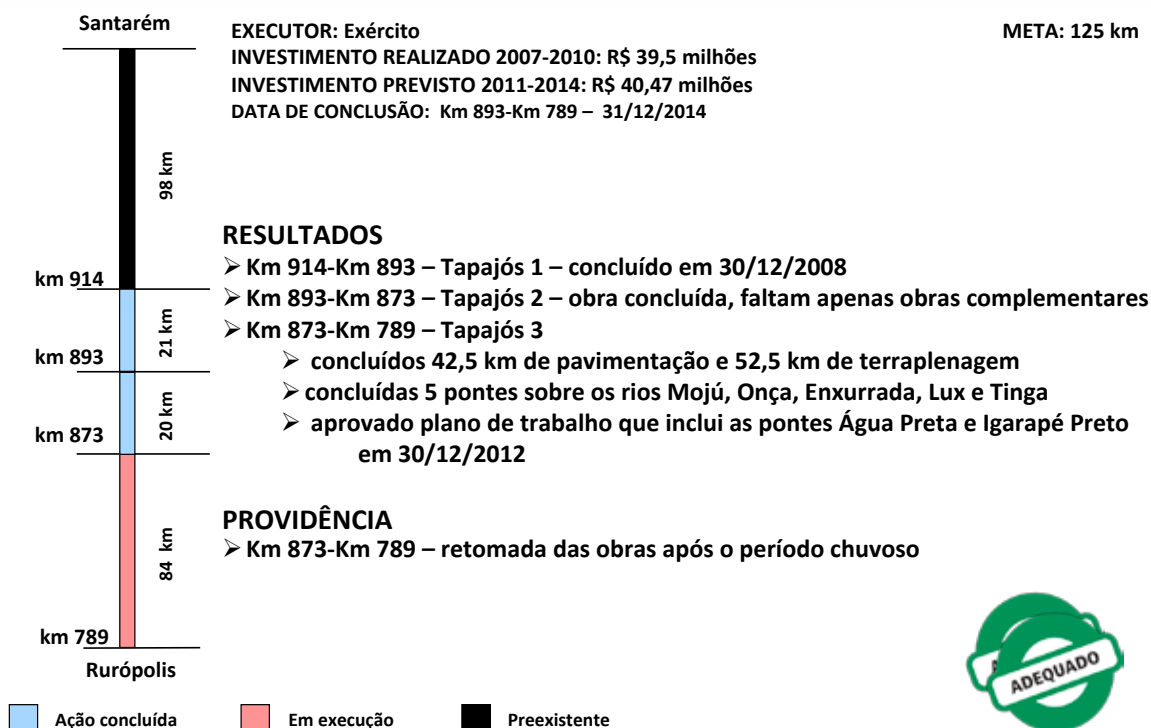 Santarém
EXECUTOR: Exército
META: 125 km
INVESTIMENTO REALIZADO 2007-2010: R$ 39,5 milhões
INVESTIMENTO PREVISTO 2011-2014: R$ 40,47 milhões
DATA DE CONCLUSÃO: Km 893-Km 789 – 31/12/2014
98 km
RESULTADOS
➢ Km 914-Km 893 – Tapajós 1 – concluído em 30/12/2008
➢ Km 893-Km 873 – Tapajós 2 – obra concluída, faltam apenas obras complementares
➢ Km 873-Km 789 – Tapajós 3
➢ concluídos 42,5 km de pavimentação e 52,5 km de terraplenagem
➢ concluídas 5 pontes sobre os rios Mojú, Onça, Enxurrada, Lux e Tinga
➢ aprovado plano de trabalho que inclui as pontes Água Preta e Igarapé Preto
em 30/12/2012
km 914
21 km
km 893
20 km
km 873
PROVIDÊNCIA
➢ Km 873-Km 789 – retomada das obras após o período chuvoso
84 km
km 789
Rurópolis
ADEQUADO
Ação concluída
Em execução
Preexistente